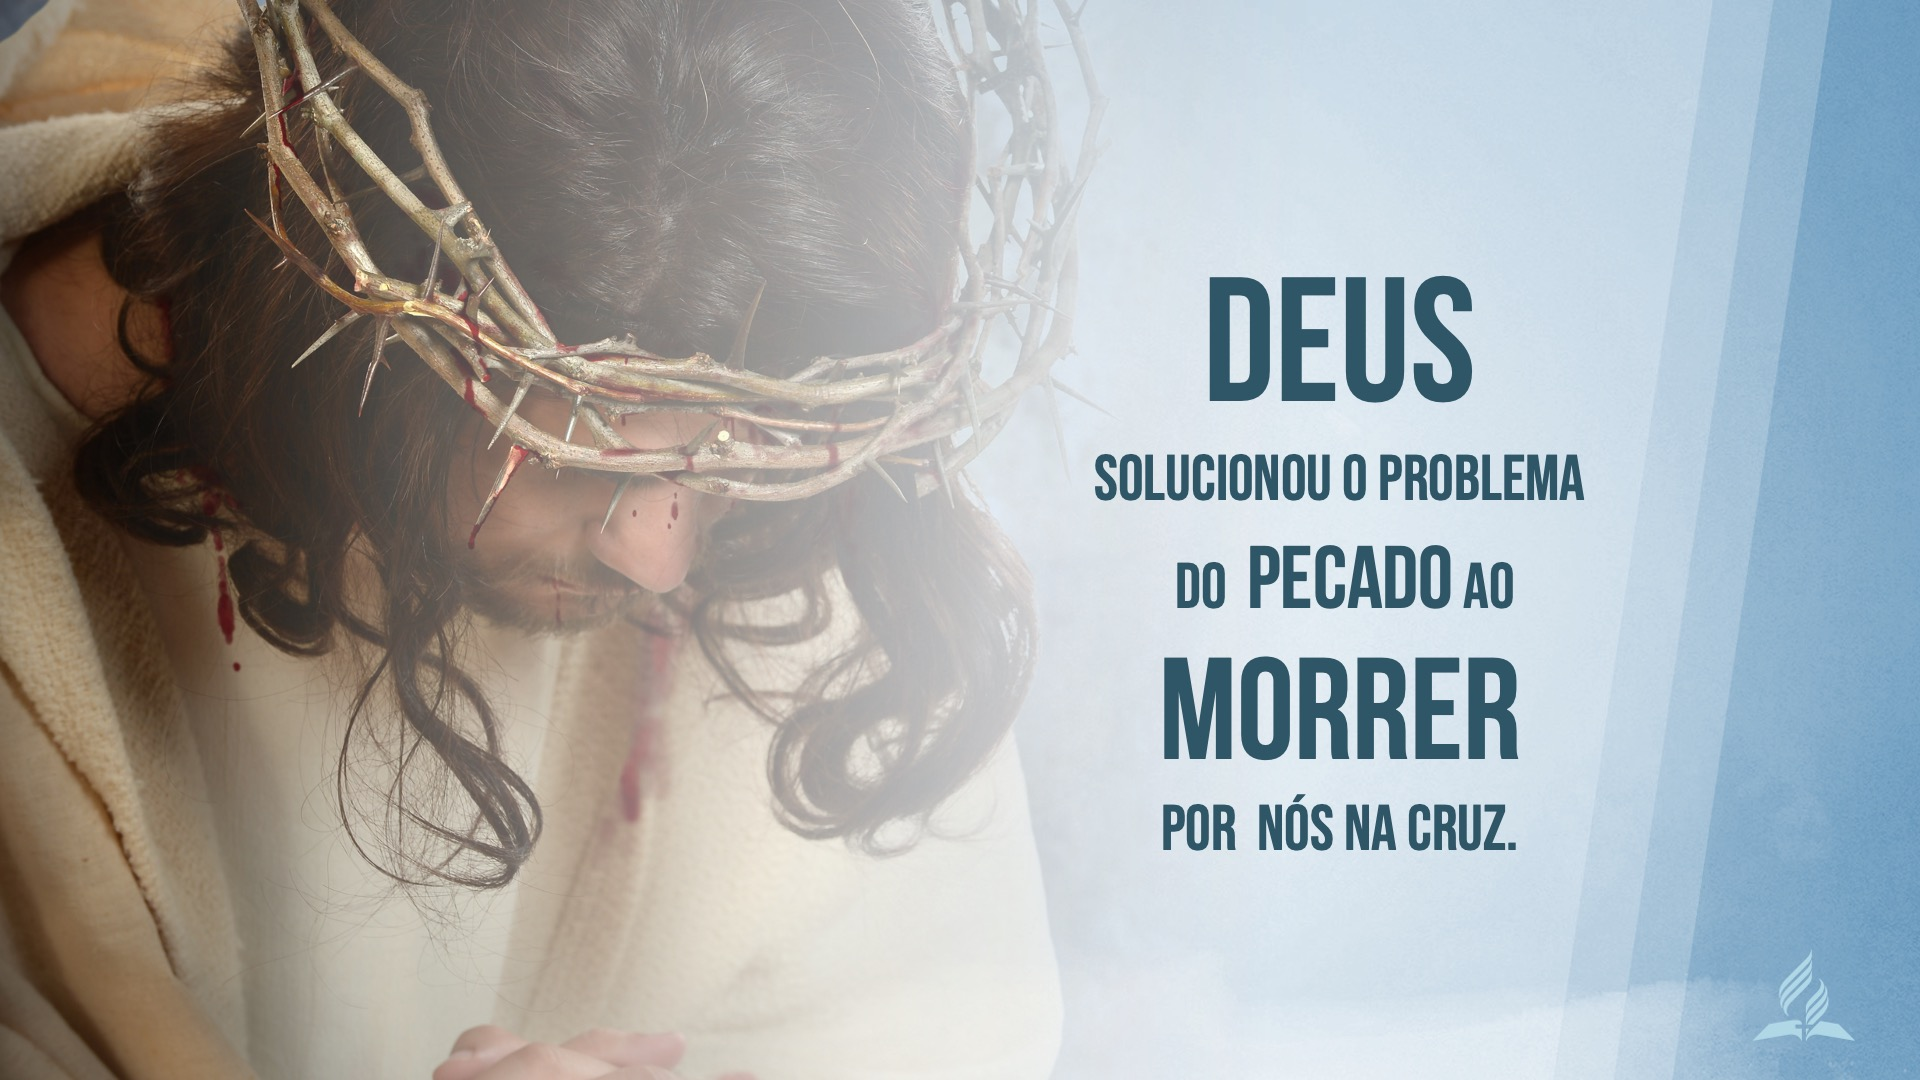 DEUS
SOLUCIONOU O PROBLEMA
DO PECADO AO
MORRER
POR NÓS NA CRUZ.